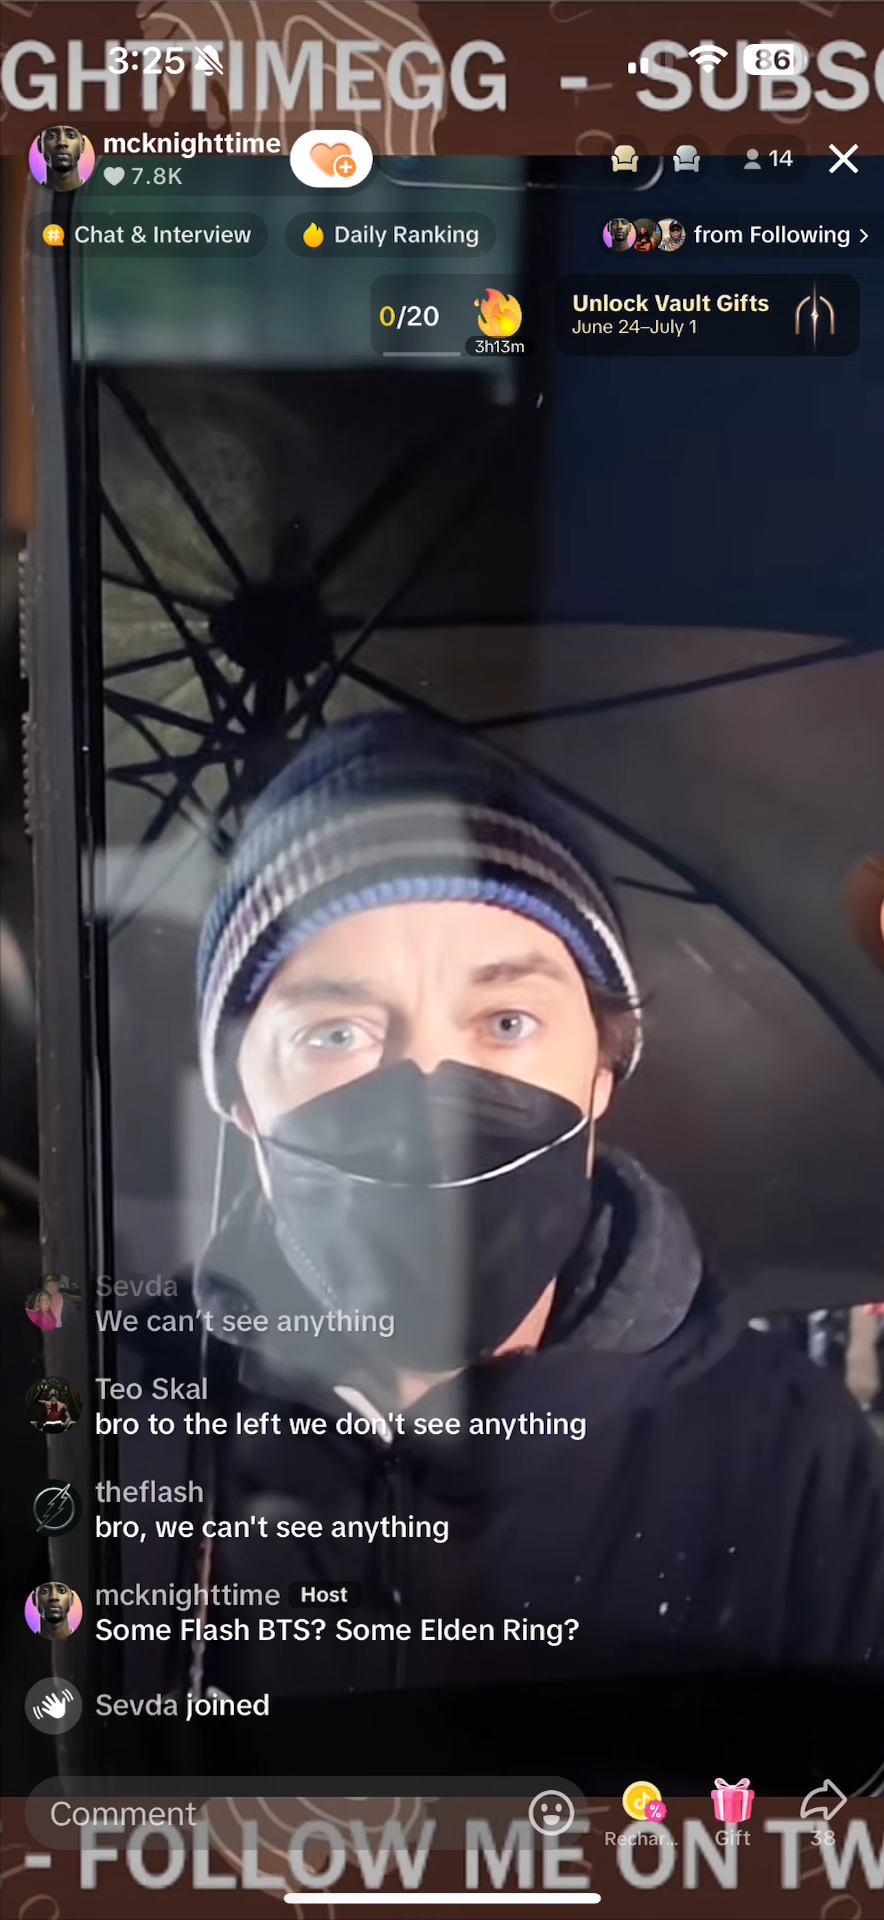 GHTTIMEGG - SUBSC
3:25
86
mcknighttime
7.8K
14
Chat & Interview
Daily Ranking
from Following >
0/20
3h13m
Unlock Vault Gifts
June 24–July 1
Sevda
We can't see anything
Teo Skal
bro to the left we don't see anything
theflash
bro, we can't see anything
mcknighttime Host
Some Flash BTS? Some Elden Ring?
Sevda joined
Comment
Rechar...
Gift
38
- FOLLOW ME ON TW